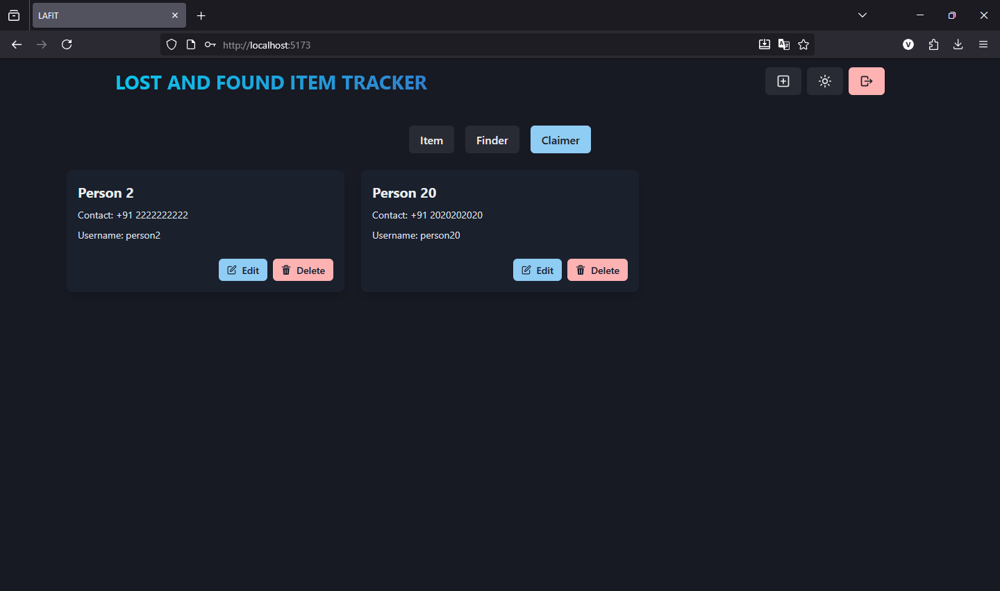 LAFIT
http://localhost:5173
V
LOST AND FOUND ITEM TRACKER
Item Finder Claimer
Person 2
Contact: +91 2222222222
Username: person2
Edit Delete
Person 20
Contact: +91 2020202020
Username: person20
Edit Delete